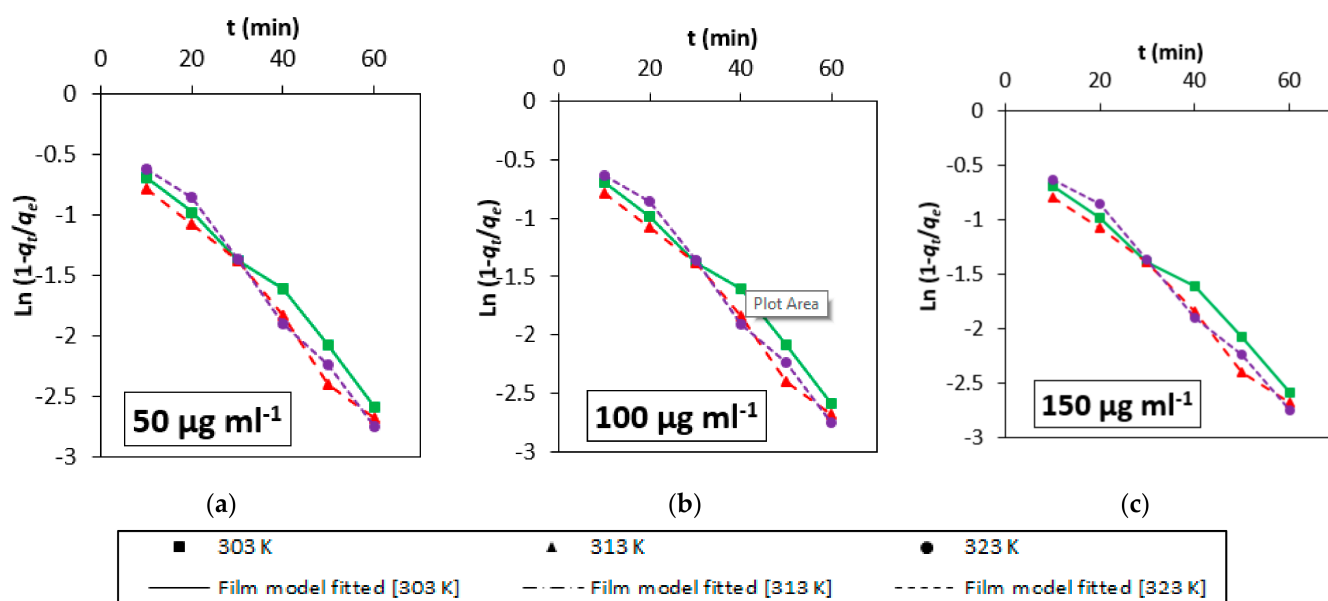 t (min)
0 20 40 60
0
-0.5
-1
-1.5
-2
-2.5
-3
Ln (1-qt/qe)
50 µg ml-1
(a)
t (min)
0 20 40 60
0
-0.5
-1
-1.5
-2
-2.5
-3
Ln (1-qt/qe)
Plot Area
100 µg ml-1
(b)
t (min)
0 20 40 60
0
-0.5
-1
-1.5
-2
-2.5
-3
Ln (1-qt/qe)
150 µg ml-1
(c)
303 K 313 K 323 K
Film model fitted [303 K] Film model fitted [313 K] Film model fitted [323 K]